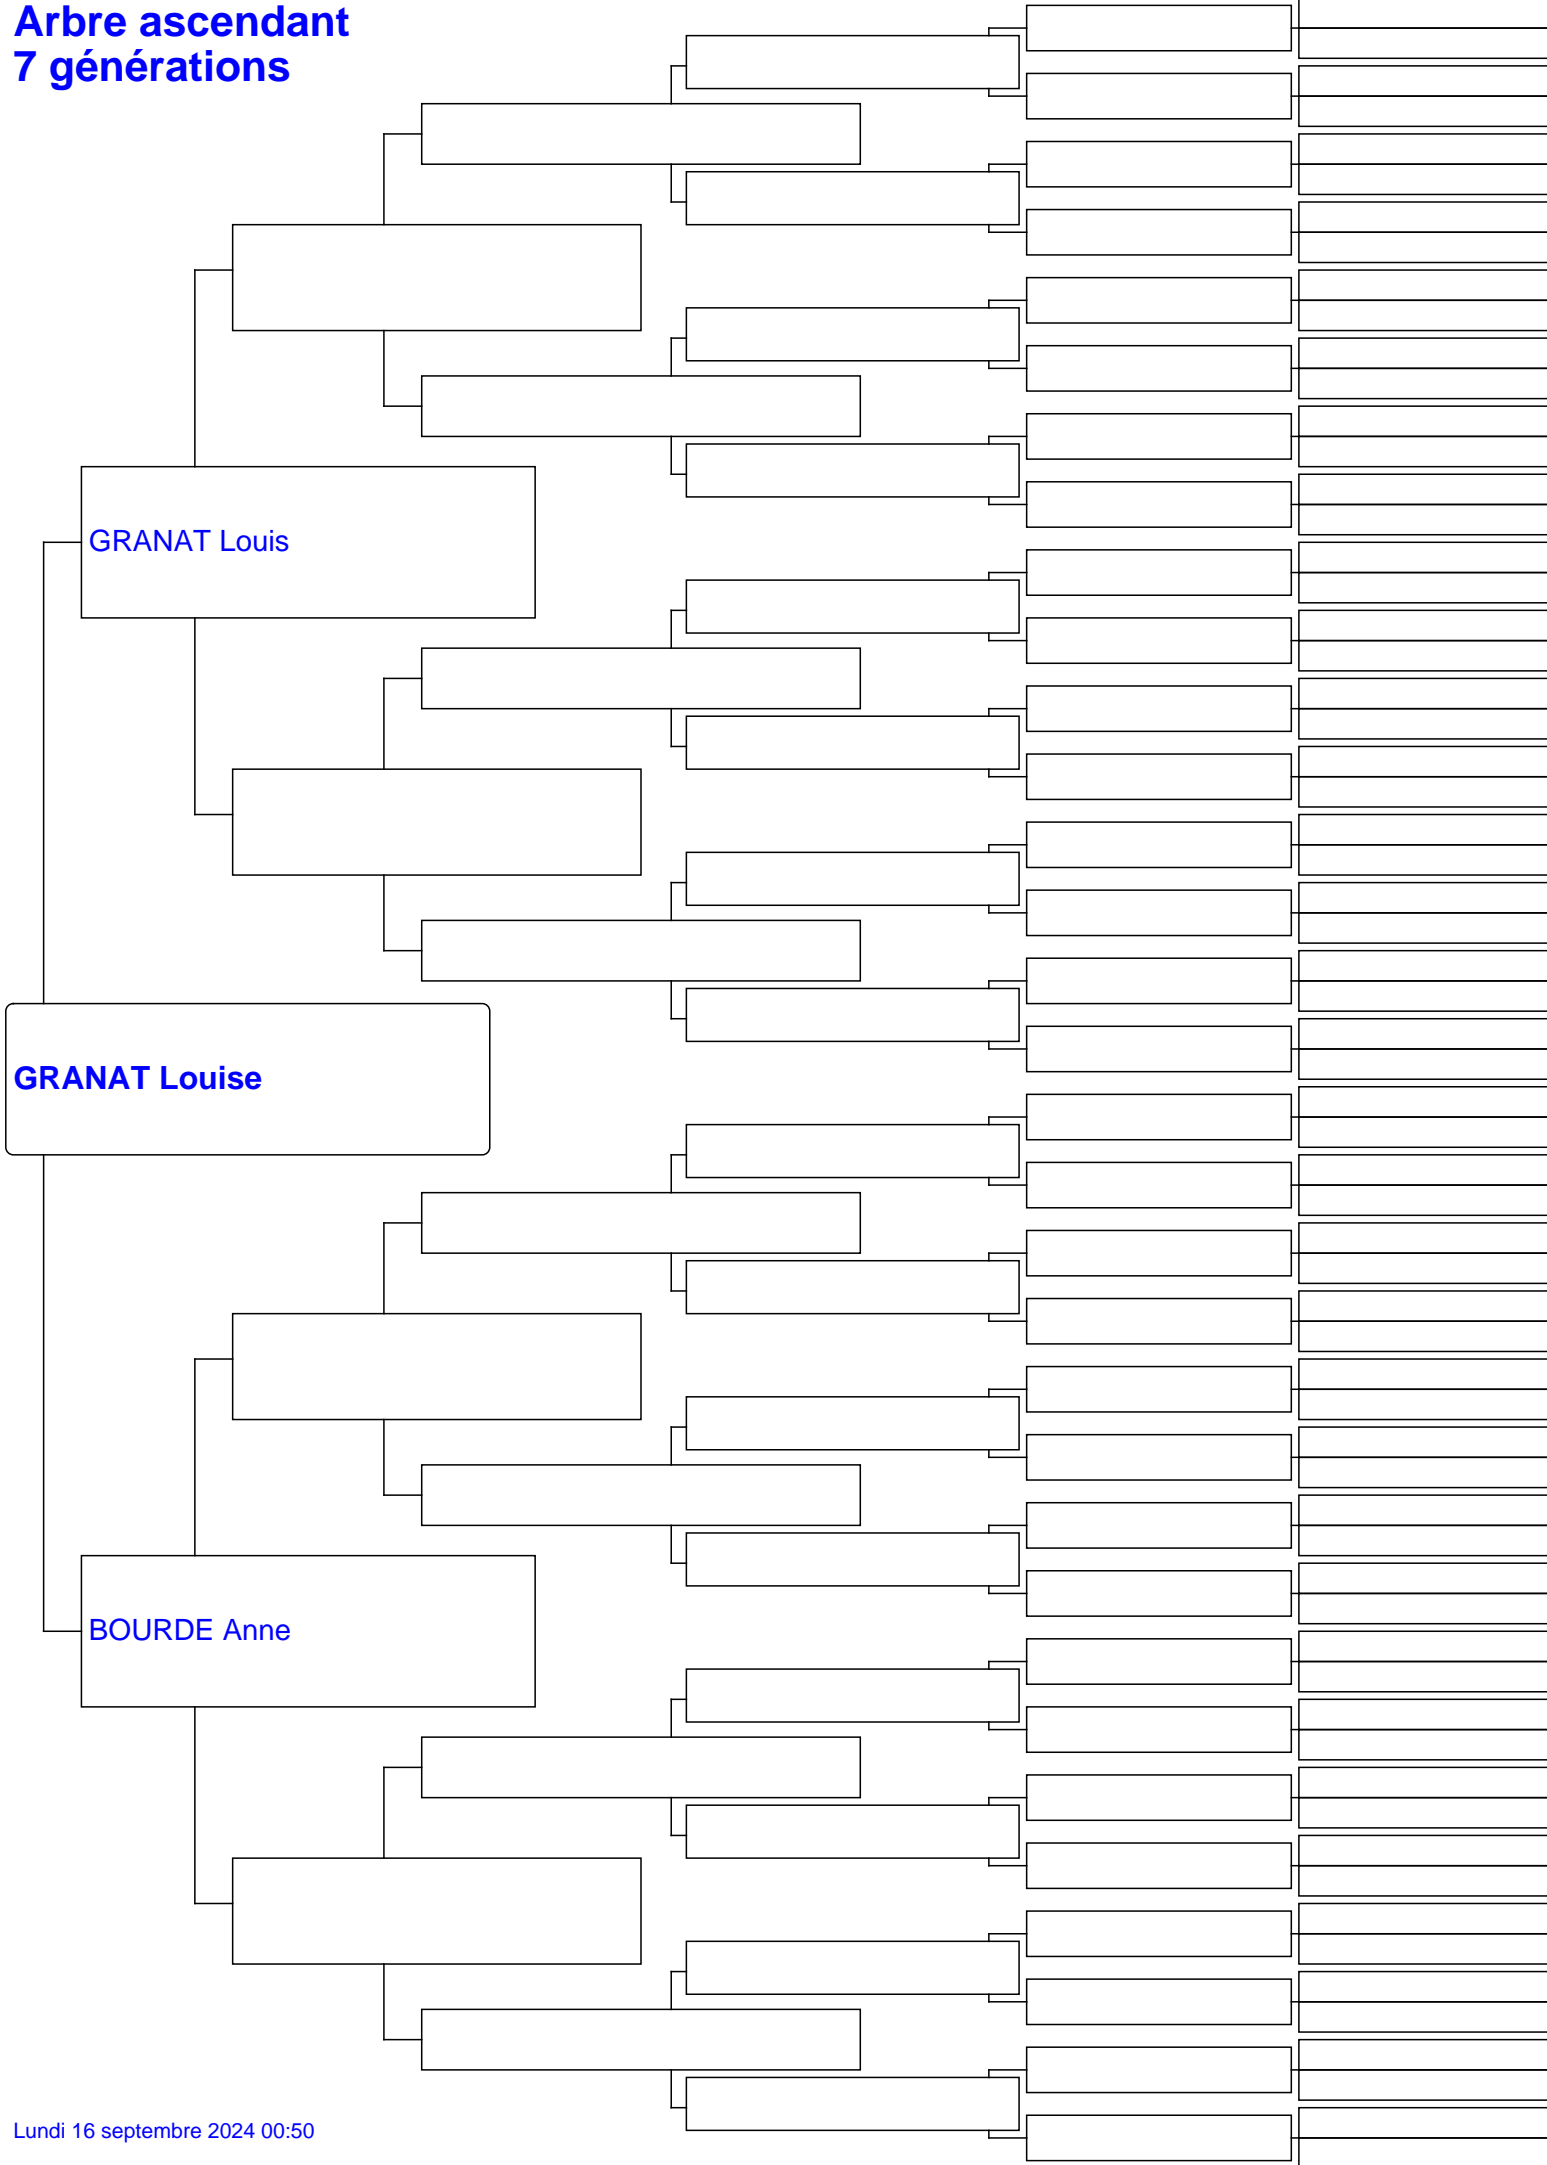 Arbre ascendant
7 générations
GRANAT Louis
GRANAT Louise
BOURDE Anne
Lundi 16 septembre 2024 00:50